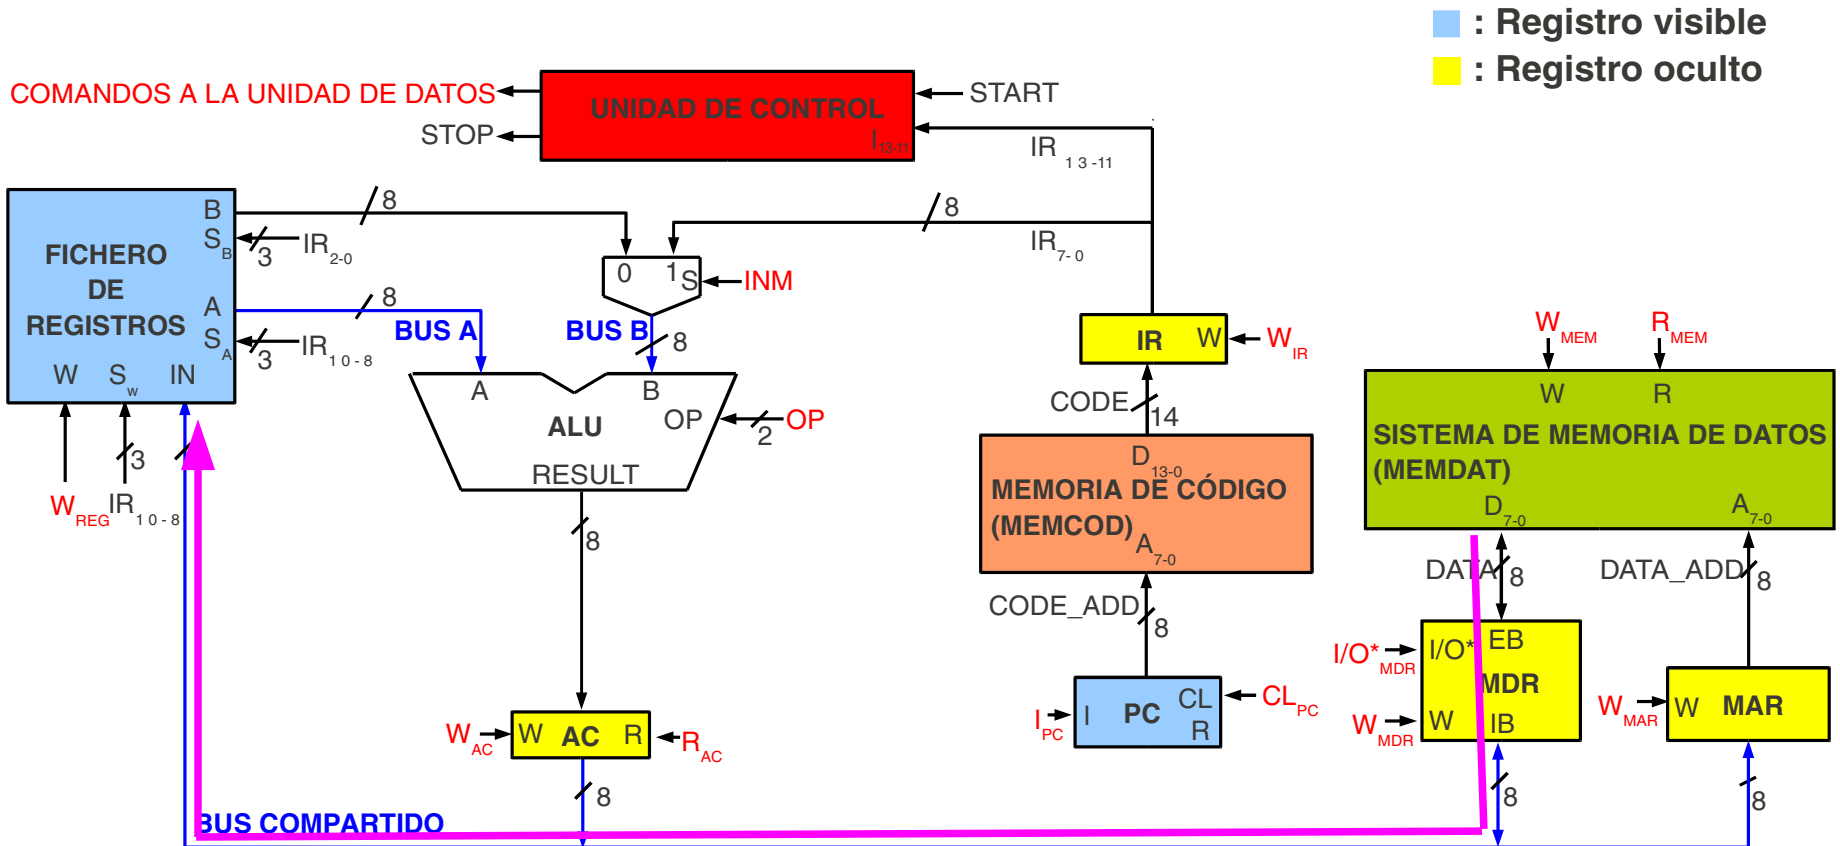 : Registro visible
: Registro oculto
COMANDOS A LA UNIDAD DE DATOS
STOP
UNIDAD DE CONTROL
I13-11
START
IR 13-11
FICHERO
DE
REGISTROS
B
SB
A
SA
W
Sw
IN
8
3
IR2-0
8
3
IR10-8
BUS A
0
1
S
INM
BUS B
8
8
IR7-0
A
B
ALU
OP
2
OP
RESULT
8
WREG
3
IR10-8
IR
W
WIR
CODE
14
D13-0
MEMORIA DE CÓDIGO
(MEMCOD)
A7-0
CODE_ADD
8
IPC
I
PC
CL
R
CLPC
WMEM
RMEM
W
R
SISTEMA DE MEMORIA DE DATOS
(MEMDAT)
D7-0
A7-0
DATA
8
DATA_ADD
8
I/O*MDR
I/O*
EB
MDR
WMDR
W
IB
8
WMAR
W
MAR
8
WAC
W
AC
R
RAC
8
BUS COMPARTIDO